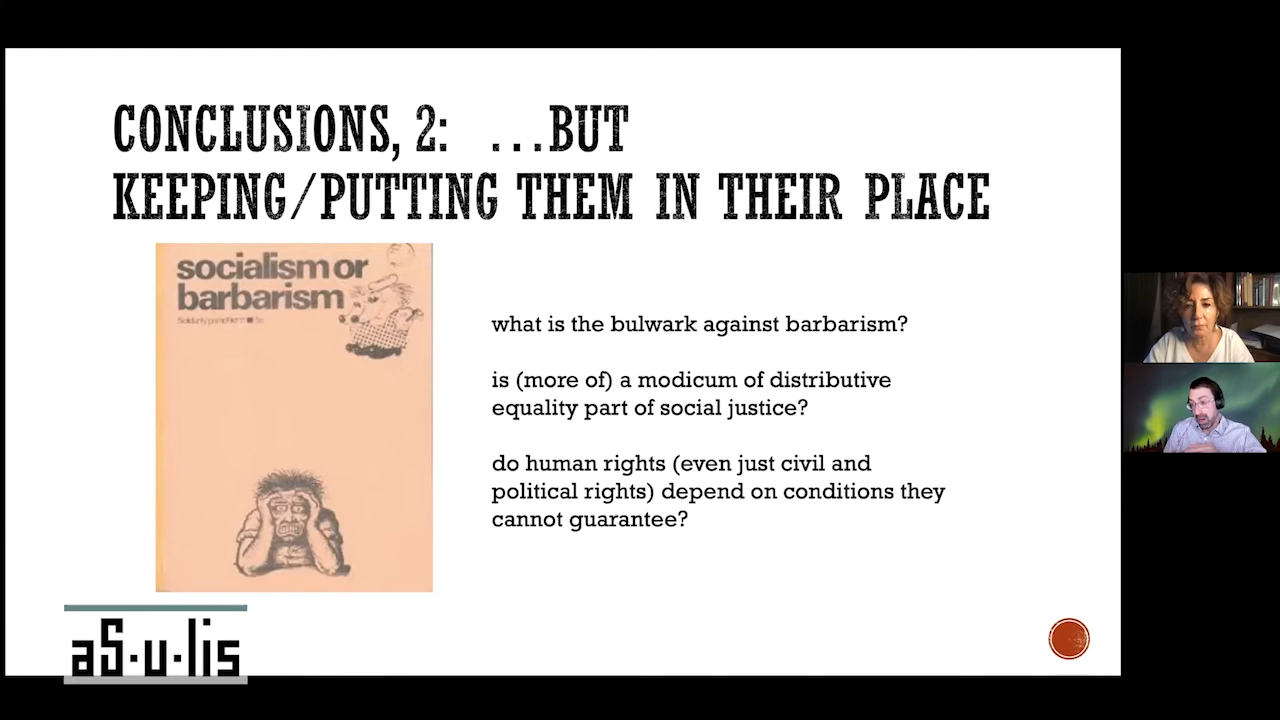 CONCLUSIONS, 2: ...BUT
KEEPING/PUTTING THEM IN THEIR PLACE
socialism or
barbarism
what is the bulwark against barbarism?
is (more of) a modicum of distributive
equality part of social justice?
do human rights (even just civil and
political rights) depend on conditions they
cannot guarantee?
aS·u·lis